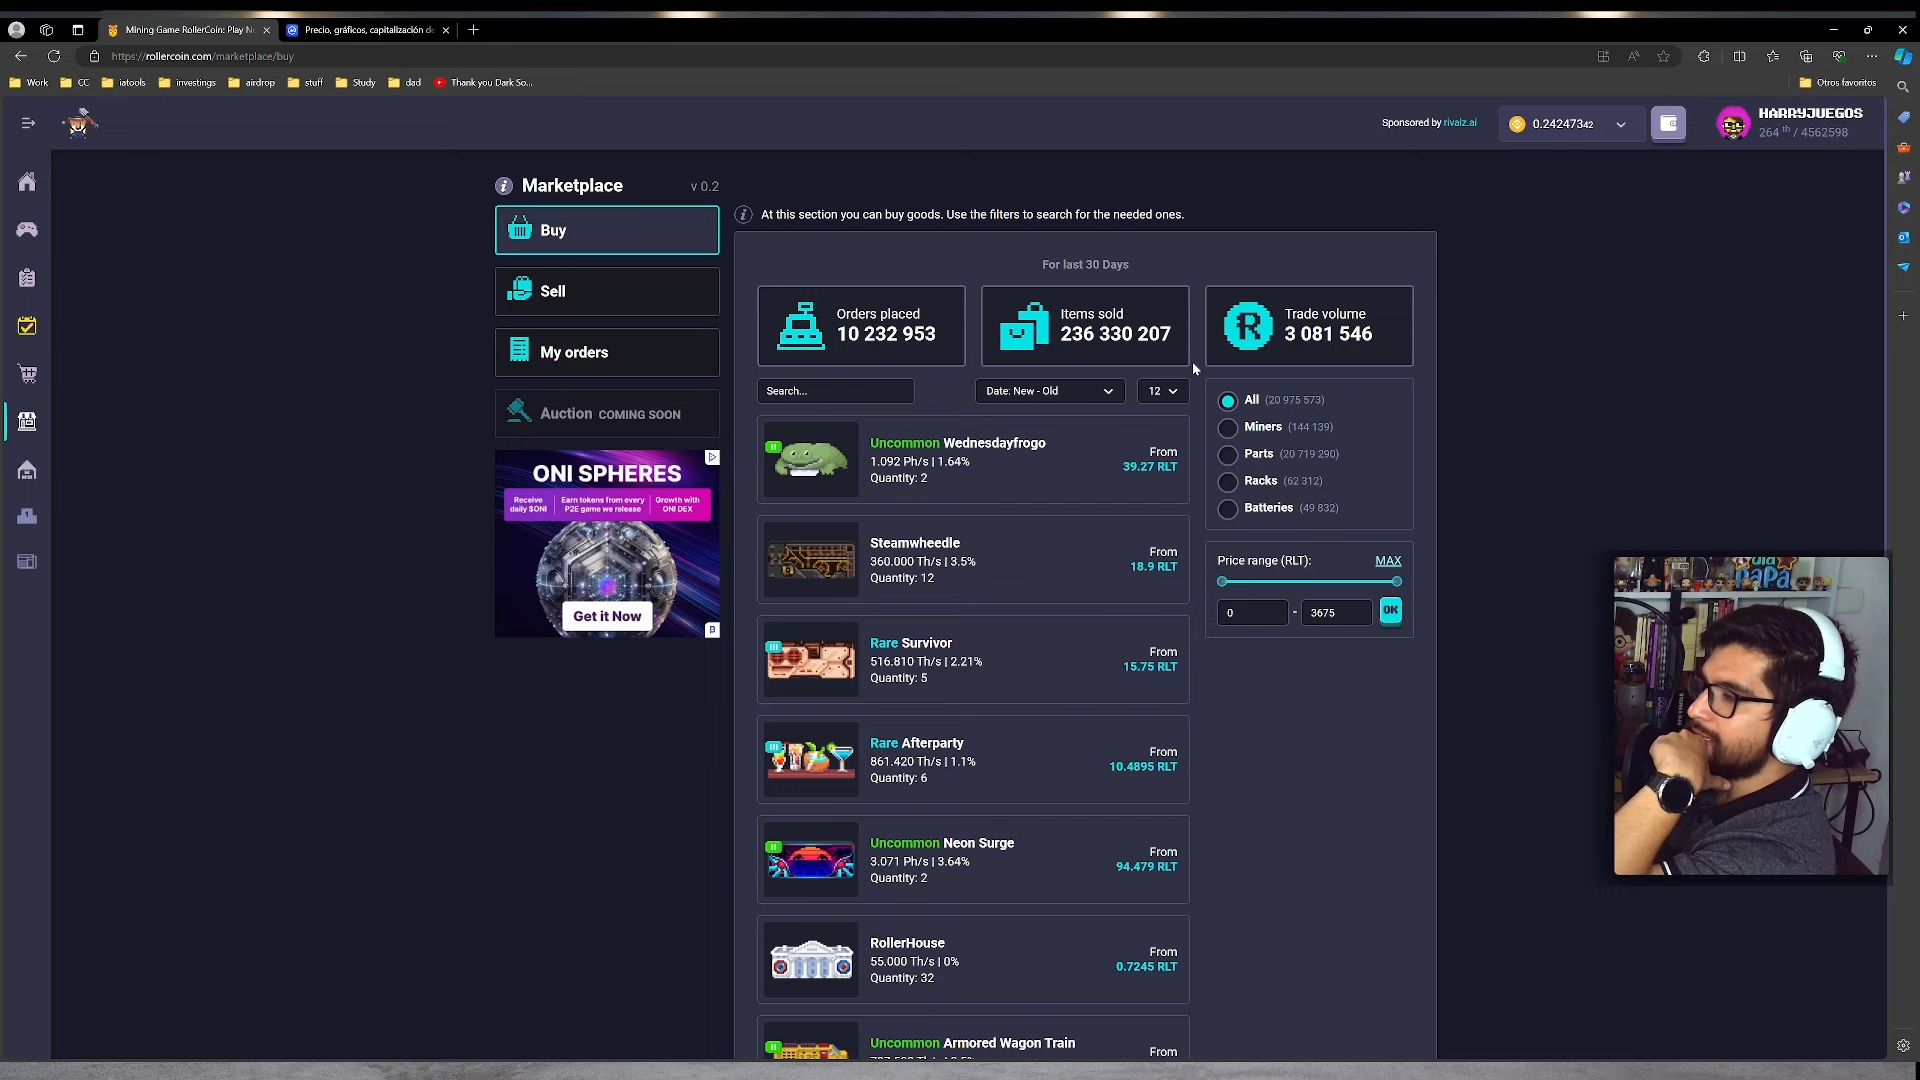 Mining Game RollerCoin: Play N
Precio, gráficos, capitalización de
https://rollercoin.com/marketplace/buy
Work
CC
iatools
investings
airdrop
stuff
Study
dad
Thank you Dark So...
Otros favoritos
Sponsored by rivalz.ai
0.24247342
HARRYJUEGOS
264 th / 4562598
Marketplace
v 0.2
Buy
Sell
My orders
Auction COMING SOON
ONI SPHERES
Receive daily $ONI
Earn tokens from every P2E game we release
Growth with ONI DEX
Get it Now
At this section you can buy goods. Use the filters to search for the needed ones.
For last 30 Days
Orders placed
10 232 953
Items sold
236 330 207
Trade volume
3 081 546
Search...
Date: New - Old
12
Uncommon Wednesdayfrogo
1.092 Ph/s | 1.64%
Quantity: 2
From
39.27 RLT
Steamwheedle
360.000 Th/s | 3.5%
Quantity: 12
From
18.9 RLT
Rare Survivor
516.810 Th/s | 2.21%
Quantity: 5
From
15.75 RLT
Rare Afterparty
861.420 Th/s | 1.1%
Quantity: 6
From
10.4895 RLT
Uncommon Neon Surge
3.071 Ph/s | 3.64%
Quantity: 2
From
94.479 RLT
RollerHouse
55.000 Th/s | 0%
Quantity: 32
From
0.7245 RLT
Uncommon Armored Wagon Train
From
All (20 975 573)
Miners (144 139)
Parts (20 719 290)
Racks (62 312)
Batteries (49 832)
Price range (RLT):
MAX
0
-
3675
OK
PAPA